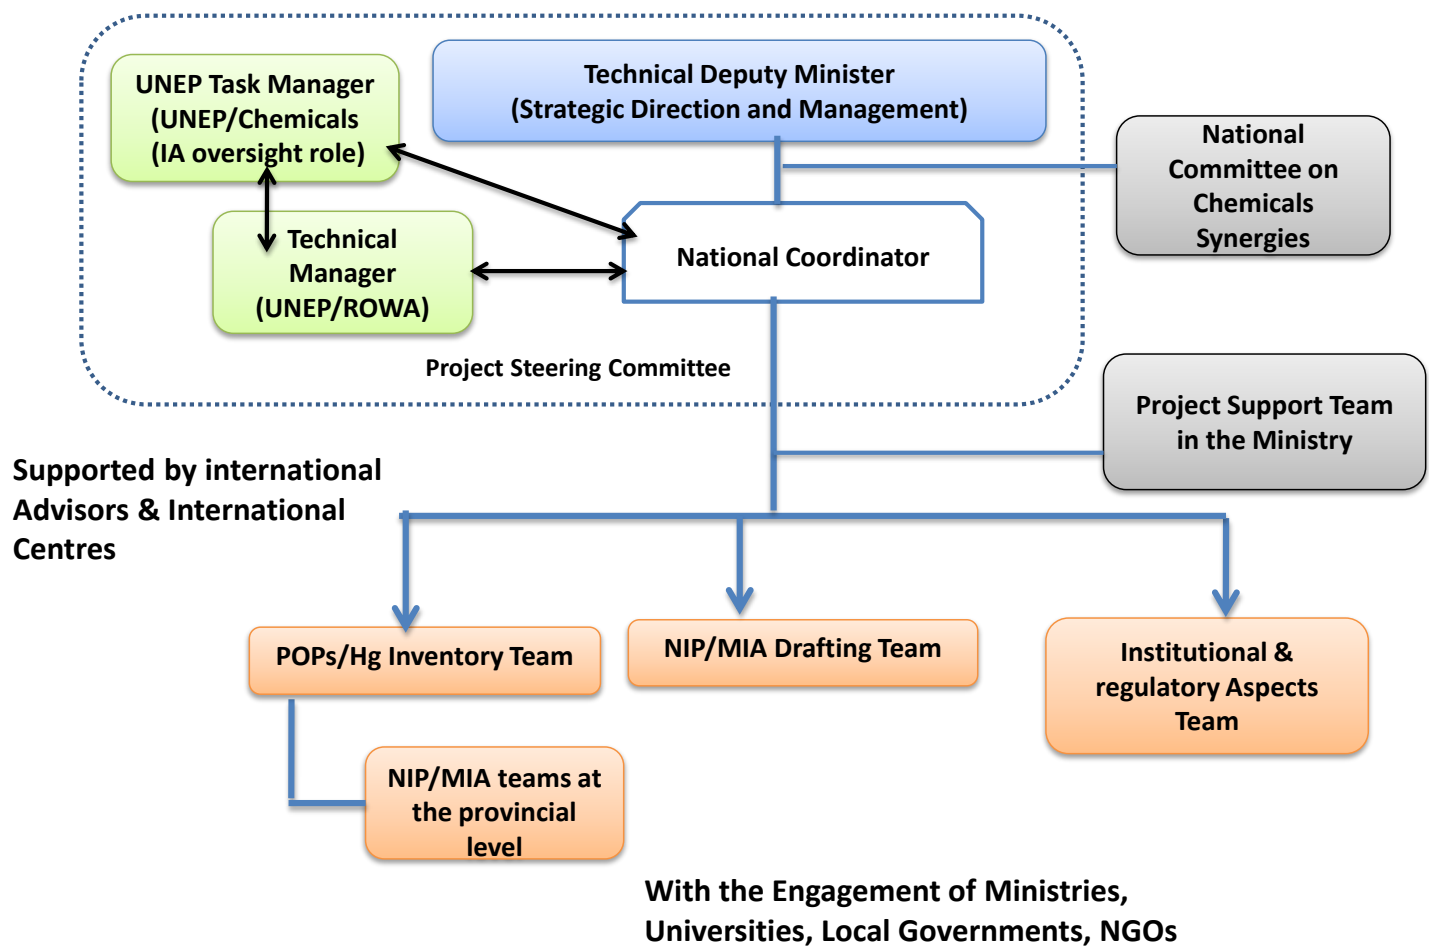 UNEP Task Manager
(UNEP/Chemicals
(IA oversight role)
Technical Deputy Minister
(Strategic Direction and Management)
National
Committee on
Chemicals
Synergies
Technical
Manager
(UNEP/ROWA)
National Coordinator
Project Steering Committee
Project Support Team
in the Ministry
Supported by international
Advisors & International
Centres
POPs/Hg Inventory Team
NIP/MIA Drafting Team
Institutional &
regulatory Aspects
Team
NIP/MIA teams at
the provincial
level
With the Engagement of Ministries,
Universities, Local Governments, NGOs